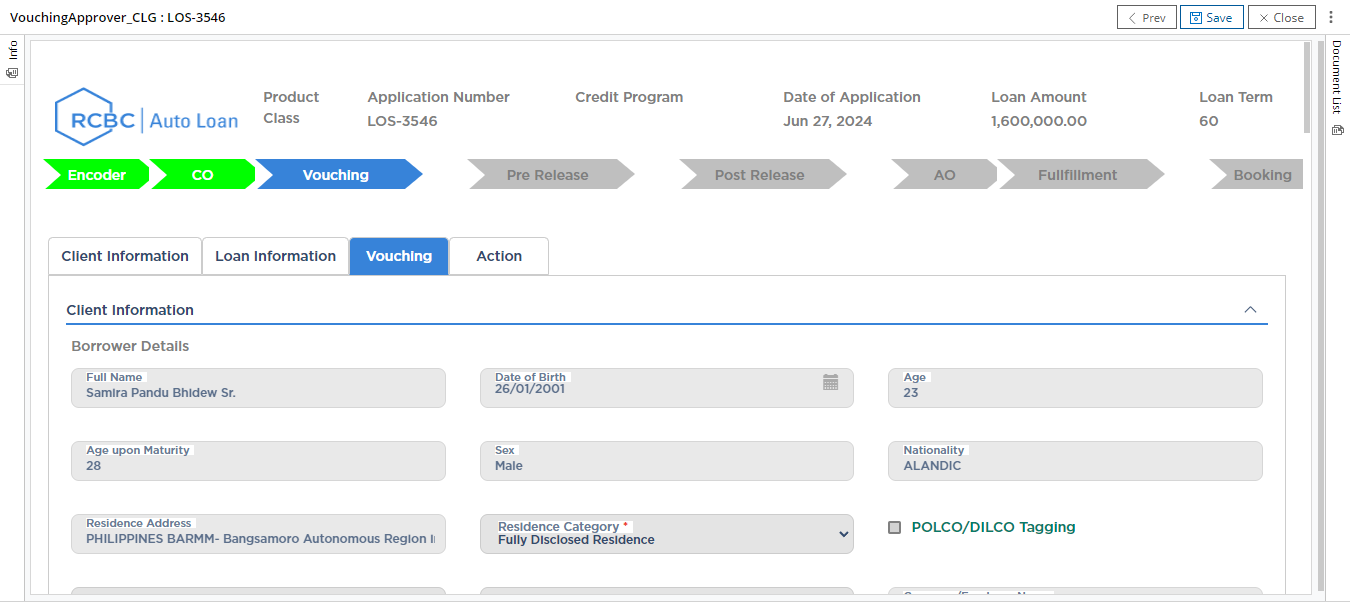 VouchingApprover_CLG : LOS-3546
Prev
Save
Close
Info
Document List
RCBC Auto Loan
Product Class
Application Number
LOS-3546
Credit Program
Date of Application
Jun 27, 2024
Loan Amount
1,600,000.00
Loan Term
60
Encoder
CO
Vouching
Pre Release
Post Release
AO
Fullfillment
Booking
Client Information
Loan Information
Vouching
Action
Client Information
Borrower Details
Full Name
Samira Pandu Bhidew Sr.
Date of Birth
26/01/2001
Age
23
Age upon Maturity
28
Sex
Male
Nationality
ALANDIC
Residence Address
PHILIPPINES BARMM- Bangsamoro Autonomous Region
Residence Category *
Fully Disclosed Residence
POLCO/DILCO Tagging